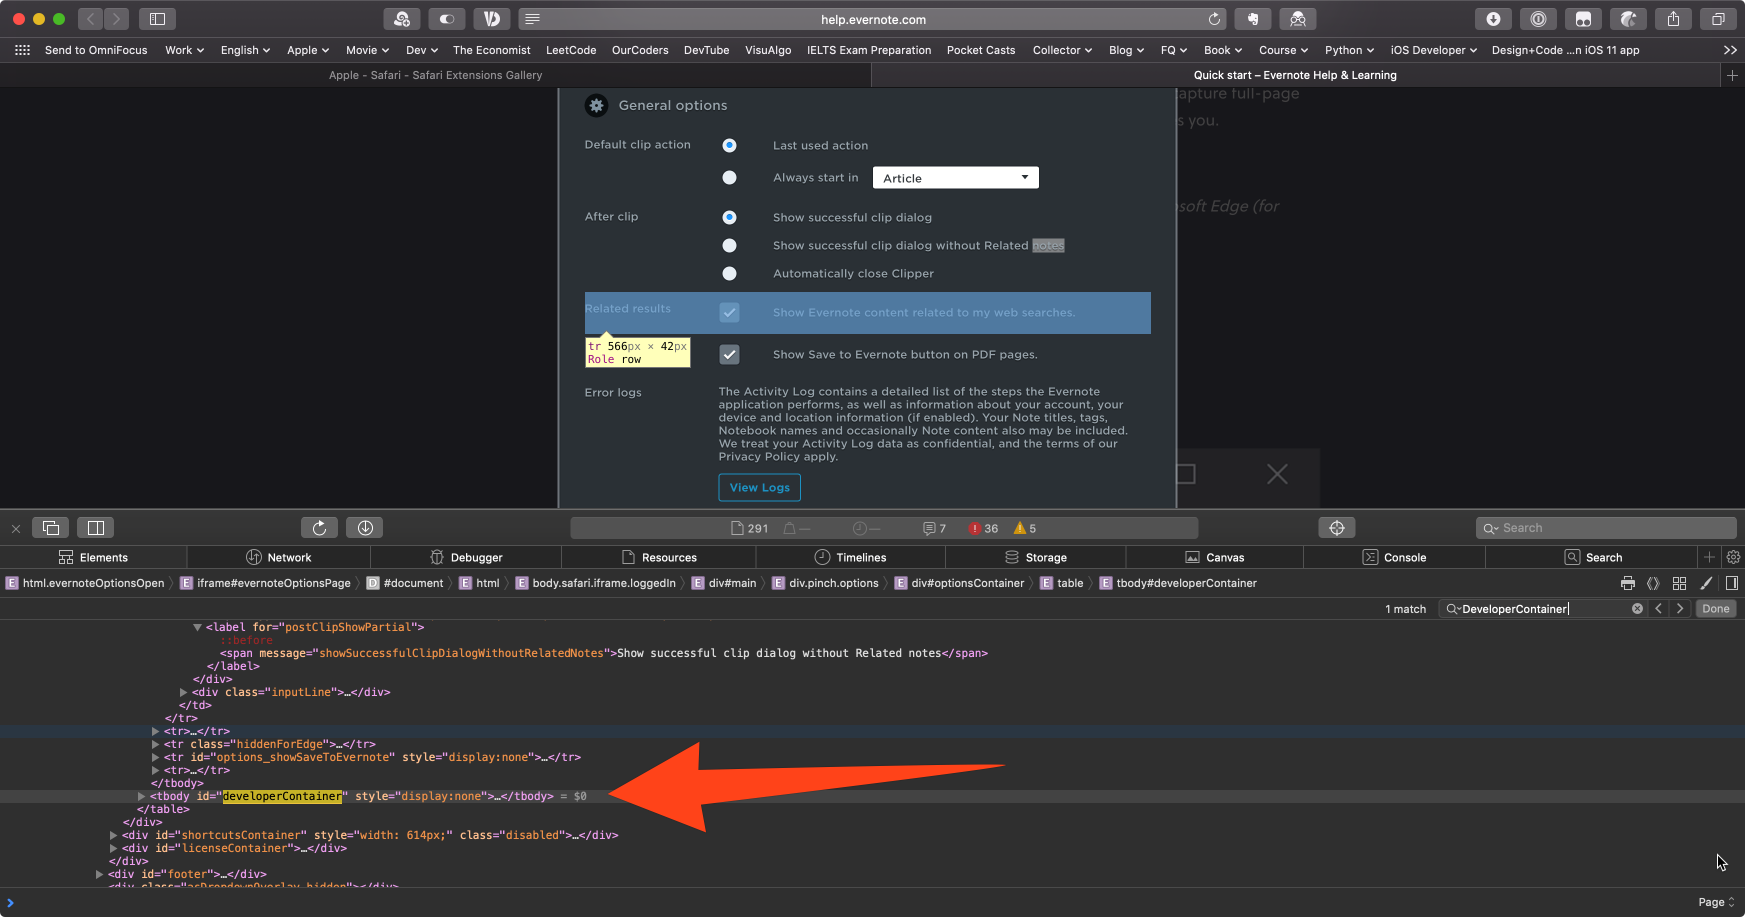 help.evernote.com
Send to OmniFocus Work English Apple Movie Dev The Economist LeetCode OurCoders DevTube VisuAlgo IELTS Exam Preparation Pocket Casts Collector Blog FQ Book Course Python iOS Developer Design+Code ...n iOS 11 app
Apple - Safari - Safari Extensions Gallery
Quick start – Evernote Help & Learning
General options
apture full-page
s you.
Default clip action
Last used action
Always start in
Article
soft Edge (for
After clip
Show successful clip dialog
Show successful clip dialog without Related notes
Automatically close Clipper
Related results
Show Evernote content related to my web searches.
tr 566px × 42px
Role row
Show Save to Evernote button on PDF pages.
Error logs
The Activity Log contains a detailed list of the steps the Evernote
application performs, as well as information about your account, your
device and location information (if enabled). Your Note titles, tags,
Notebook names and occasionally Note content also may be included.
We treat your Activity Log data as confidential, and the terms of our
Privacy Policy apply.
View Logs
291 — — 7 36 5
Search
Elements Network Debugger Resources Timelines Storage Canvas Console Search
E html.evernoteOptionsOpen E iframe#evernoteOptionsPage D #document E html E body.safari.iframe.loggedIn E div#main E div.pinch.options E div#optionsContainer E table E tbody#developerContainer
1 match DeveloperContainer Done
<label for="postClipShowPartial">
::before
<span message="showSuccessfulClipDialogWithoutRelatedNotes">Show successful clip dialog without Related notes</span>
</label>
</div>
<div class="inputLine">…</div>
</td>
</tr>
<tr>…</tr>
<tr class="hiddenForEdge">…</tr>
<tr id="options_showSaveToEvernote" style="display:none">…</tr>
<tr>…</tr>
</tbody>
<tbody id="developerContainer" style="display:none">…</tbody> = $0
</table>
</div>
<div id="shortcutsContainer" style="width: 614px;" class="disabled">…</div>
<div id="licenseContainer">…</div>
</div>
<div id="footer">…</div>
Page